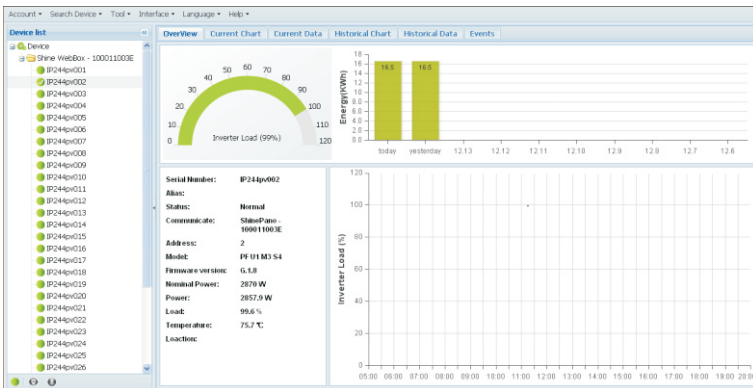 Account Search Device Tool Interface Language Help
Device list
OverView Current Chart Current Data Historical Chart Historical Data Events
Device
Shine WebBox - 100011003E
IP244pv001
IP244pv002
IP244pv003
IP244pv004
IP244pv005
IP244pv006
IP244pv007
IP244pv008
IP244pv009
IP244pv010
IP244pv011
IP244pv012
IP244pv013
IP244pv014
IP244pv015
IP244pv016
IP244pv017
IP244pv018
IP244pv019
IP244pv020
IP244pv021
IP244pv022
IP244pv023
IP244pv024
IP244pv025
IP244pv026
0 10 20 30 40 50 60 70 80 90 100 110 120
Inverter Load (99%)
Energy(KWh)
18
16
14
12
10
8.0
6.0
4.0
2.0
0.0
16.5 16.5
today yesterday 12.13 12.12 12.11 12.10 12.9 12.8 12.7 12.6
Serial Number: IP244pv002
Alias:
Status: Normal
Communicate: ShinePano -
100011003E
Address: 2
Model: PF U1 M3 S4
Firmware version: G.1.8
Nominal Power: 2870 W
Power: 2857.9 W
Load: 99.6 %
Temperature: 75.7 ℃
Loaction:
Inverter Load (%)
120
100
80
60
40
20
0
05:00 06:00 07:00 08:00 09:00 10:00 11:00 12:00 13:00 14:00 15:00 16:00 17:00 18:00 19:00 20:00